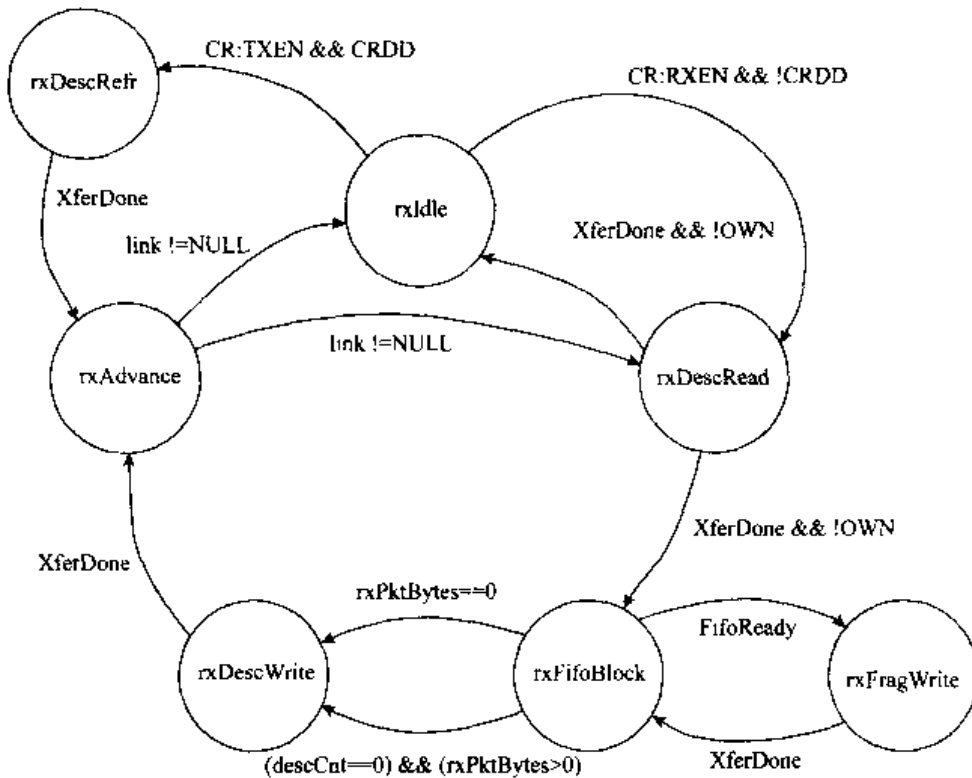 CR:TXEN && CRDD
CR:RXEN && !CRDD
rxDescRefr
XferDone
rxIdle
link !=NULL
XferDone && !OWN
link !=NULL
rxAdvance
rxDescRead
XferDone && !OWN
XferDone
rxPktBytes==0
FifoReady
rxDescWrite
rxFifoBlock
rxFragWrite
XferDone
(descCnt==0) && (rxPktBytes>0)